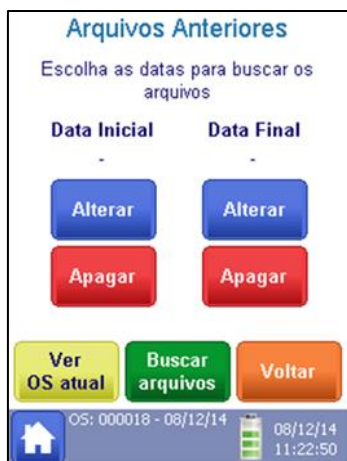 Arquivos Anteriores
Escolha as datas para buscar os
arquivos
Data Inicial Data Final
- -
Alterar Alterar
Apagar Apagar
Ver
OS atual
Buscar
arquivos
Voltar
OS: 000018 - 08/12/14
08/12/14
11:22:50